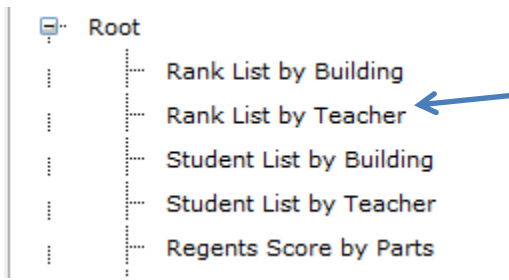 Root
Rank List by Building
Rank List by Teacher
Student List by Building
Student List by Teacher
Regents Score by Parts